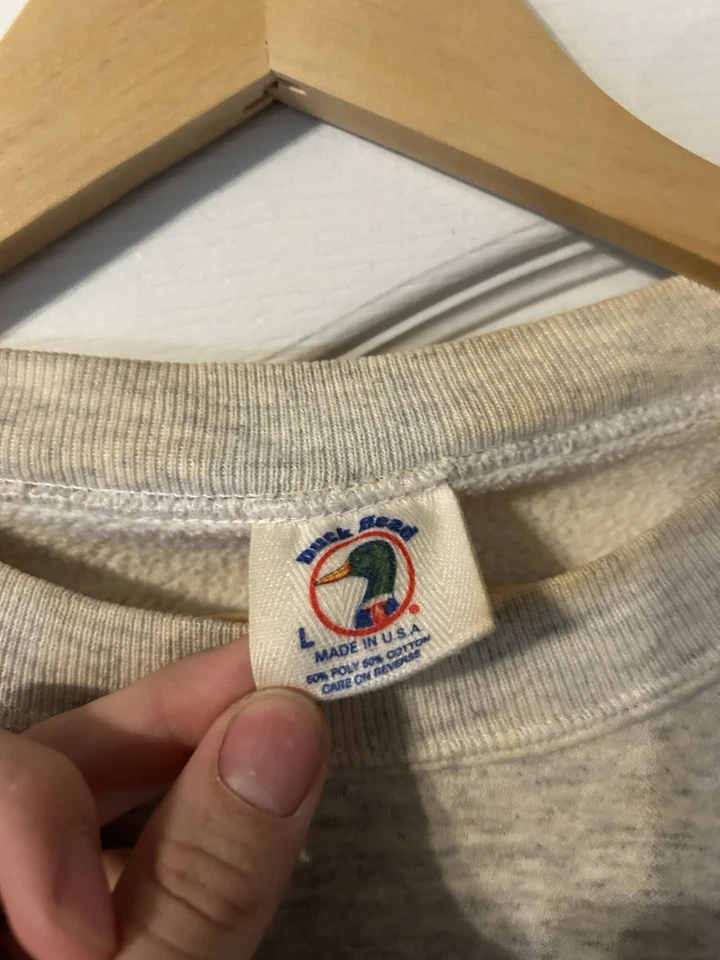 Duck Head
L
MADE IN U.S.A
50% POLY 50% COTTON
CARE ON REVERSE